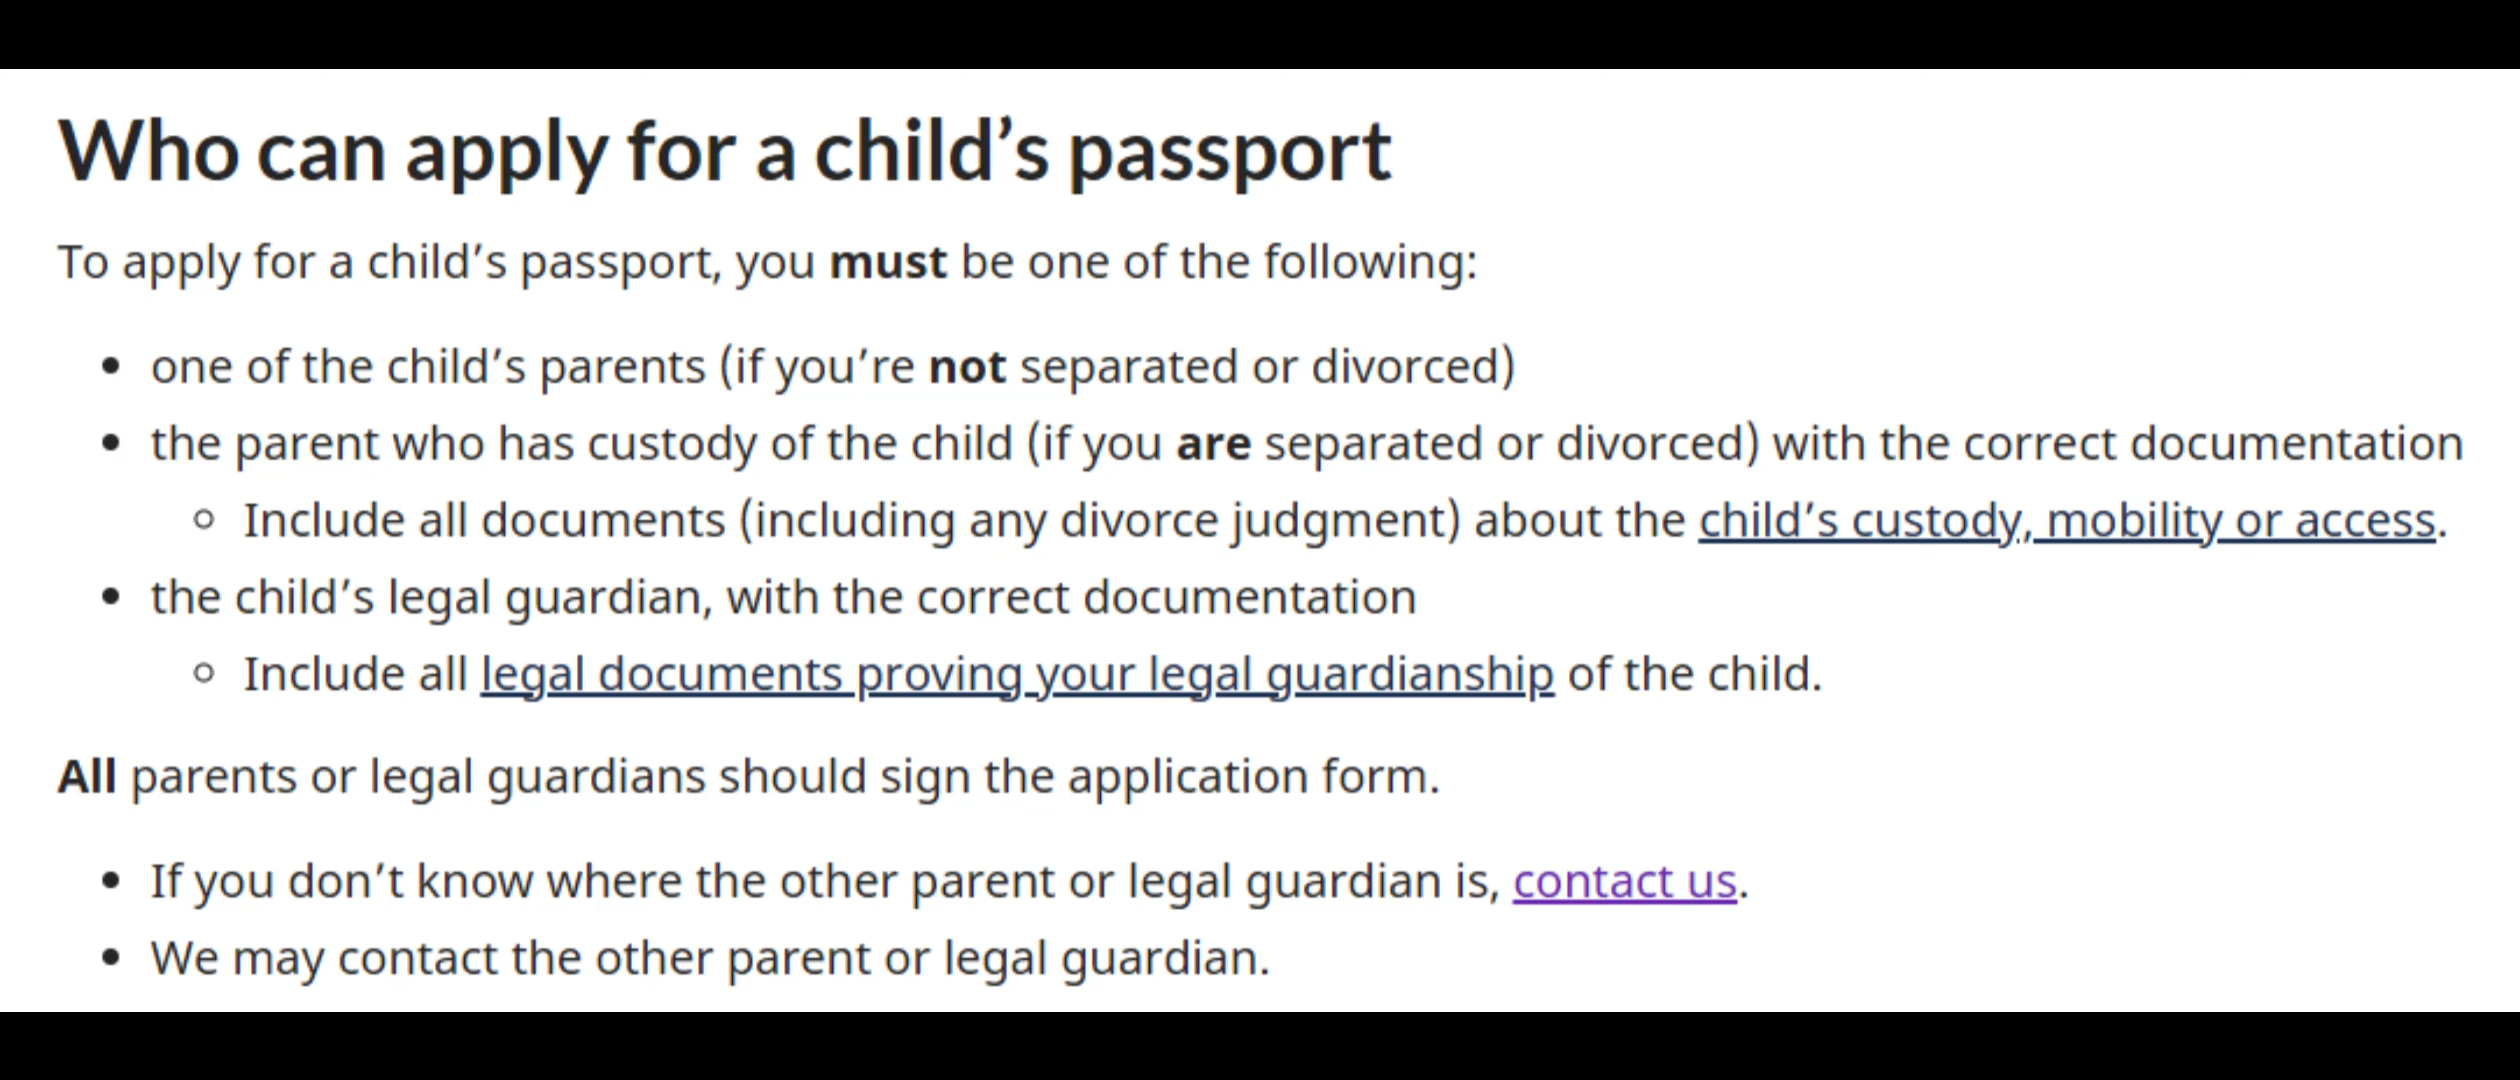 Who can apply for a child’s passport
To apply for a child’s passport, you must be one of the following:
one of the child’s parents (if you’re not separated or divorced)
the parent who has custody of the child (if you are separated or divorced) with the correct documentation
Include all documents (including any divorce judgment) about the child’s custody, mobility or access.
the child’s legal guardian, with the correct documentation
Include all legal documents proving your legal guardianship of the child.
All parents or legal guardians should sign the application form.
If you don’t know where the other parent or legal guardian is, contact us.
We may contact the other parent or legal guardian.